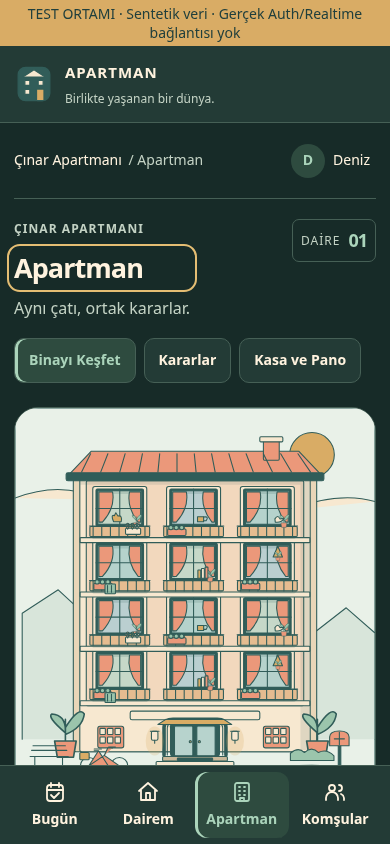 TEST ORTAMI · Sentetik veri · Gerçek Auth/Realtime
bağlantısı yok
APARTMAN
Birlikte yaşanan bir dünya.
Çınar Apartmanı / Apartman
D Deniz
ÇINAR APARTMANI
DAİRE 01
Apartman
Aynı çatı, ortak kararlar.
Binayı Keşfet Kararlar Kasa ve Pano
Bugün Dairem Apartman Komşular